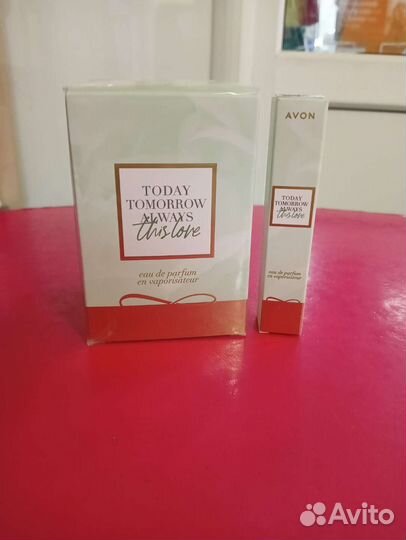 TODAY
TOMORROW
ALWAYS
this love
eau de parfum
en vaporisateur
AVON
TODAY
TOMORROW
ALWAYS
this love
eau de parfum
en vaporisateur
Avito